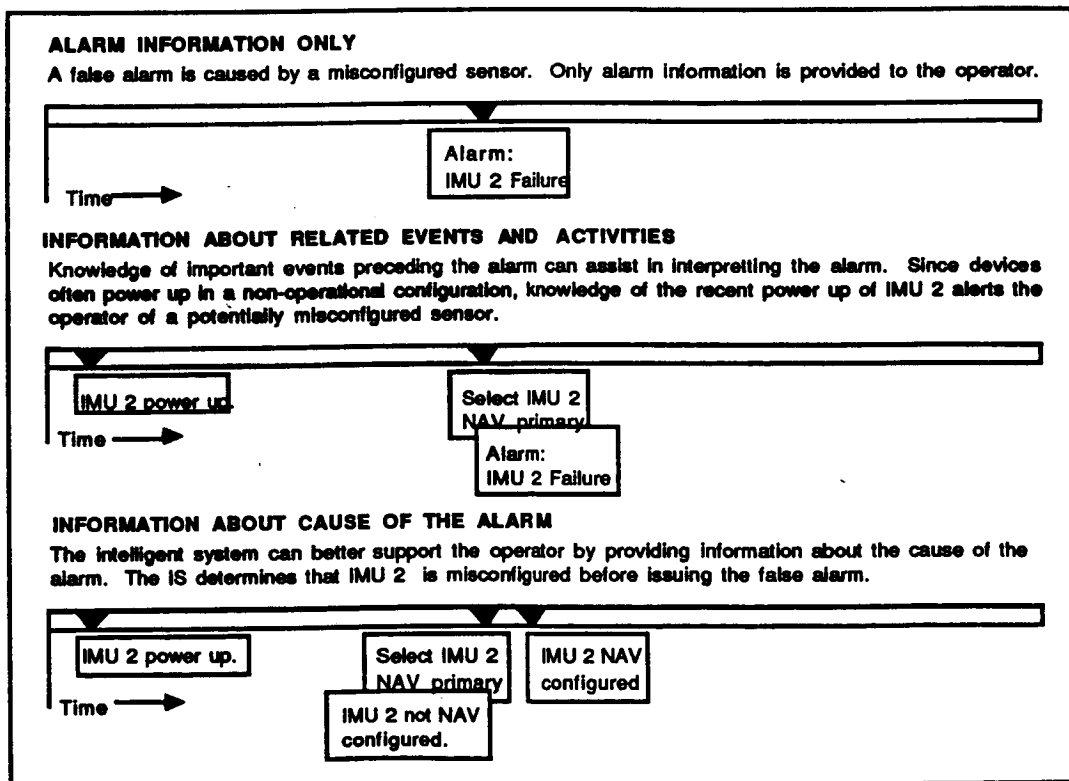 ALARM INFORMATION ONLY
A false alarm is caused by a misconfigured sensor. Only alarm information is provided to the operator.
Alarm:
IMU 2 Failure
Time
INFORMATION ABOUT RELATED EVENTS AND ACTIVITIES
Knowledge of important events preceding the alarm can assist in interpretting the alarm. Since devices
often power up in a non-operational configuration, knowledge of the recent power up of IMU 2 alerts the
operator of a potentially misconfigured sensor.
IMU 2 power up.
Select IMU 2
NAV primary
Alarm:
IMU 2 Failure
Time
INFORMATION ABOUT CAUSE OF THE ALARM
The intelligent system can better support the operator by providing information about the cause of the
alarm. The IS determines that IMU 2 is misconfigured before issuing the false alarm.
IMU 2 power up.
Select IMU 2
NAV primary
IMU 2 NAV
configured
IMU 2 not NAV
configured.
Time